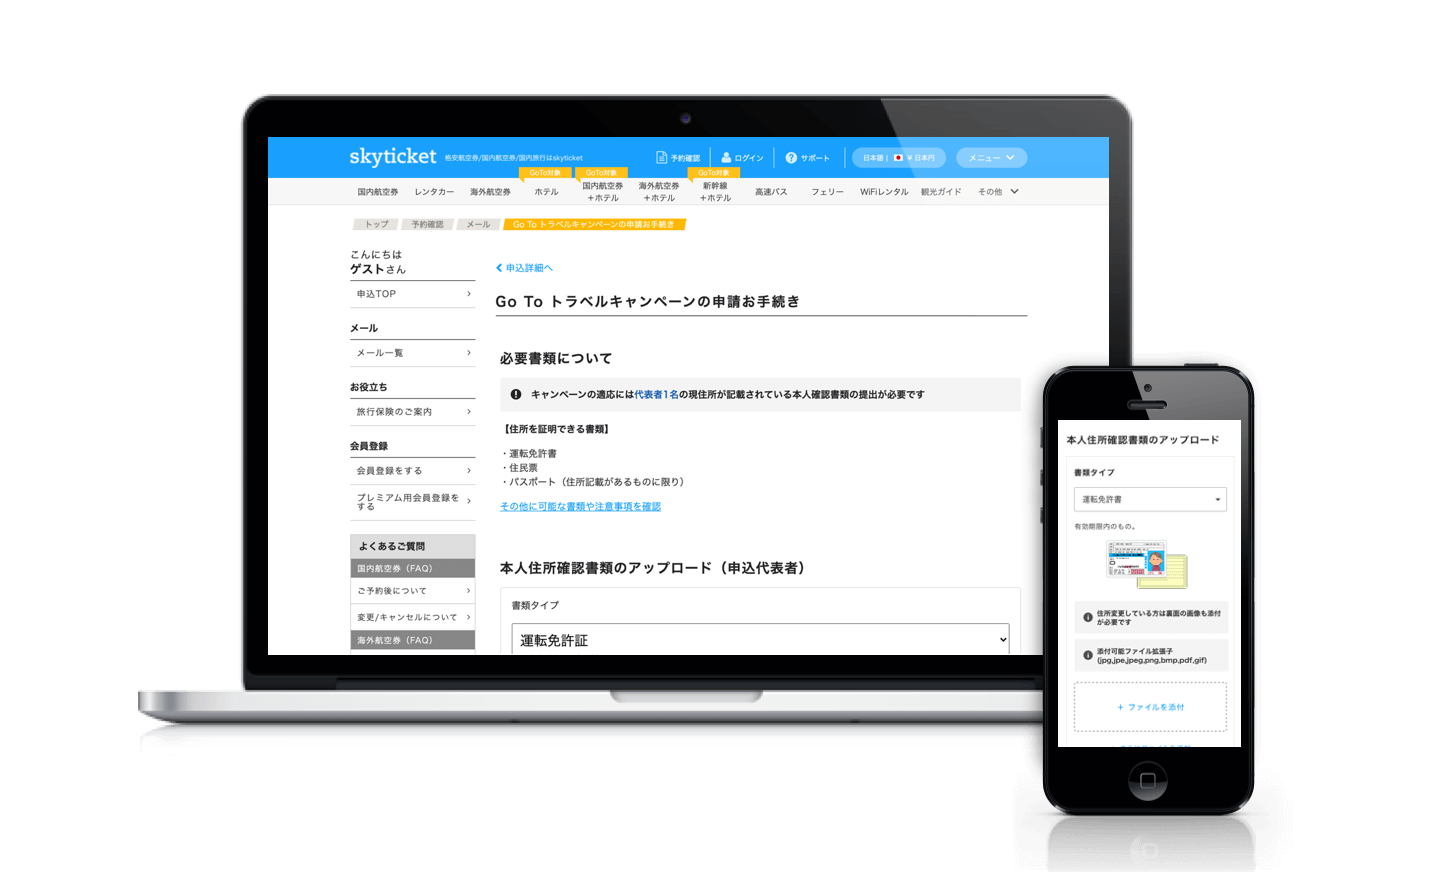 skyticket 格安航空券/国内航空券/国内旅行はskyticket 予約確認 ログイン サポート 日本語 | ¥ 日本円 メニュー
GoTo対象 GoTo対象 GoTo対象
国内航空券 レンタカー 海外航空券 ホテル 国内航空券+ホテル 海外航空券+ホテル 新幹線+ホテル 高速バス フェリー WiFiレンタル 観光ガイド その他
トップ 予約確認 メール Go To トラベルキャンペーンの申請お手続き
こんにちは
ゲストさん
申込TOP
メール
メール一覧
お役立ち
旅行保険のご案内
会員登録
会員登録をする
プレミアム用会員登録を
する
よくあるご質問
国内航空券（FAQ）
ご予約後について
変更/キャンセルについて
海外航空券（FAQ）
申込詳細へ
Go To トラベルキャンペーンの申請お手続き
必要書類について
キャンペーンの適応には代表者1名の現住所が記載されている本人確認書類の提出が必要です
【住所を証明できる書類】
・運転免許書
・住民票
・パスポート（住所記載があるものに限り）
その他に可能な書類や注意事項を確認
本人住所確認書類のアップロード（申込代表者）
書類タイプ
運転免許証
本人住所確認書類のアップロード
書類タイプ
運転免許書
有効期限内のもの。
住所変更している方は裏面の画像も添付
が必要です
添付可能ファイル拡張子
(jpg,jpe,jpeg,png,bmp,pdf,gif)
+ ファイルを添付